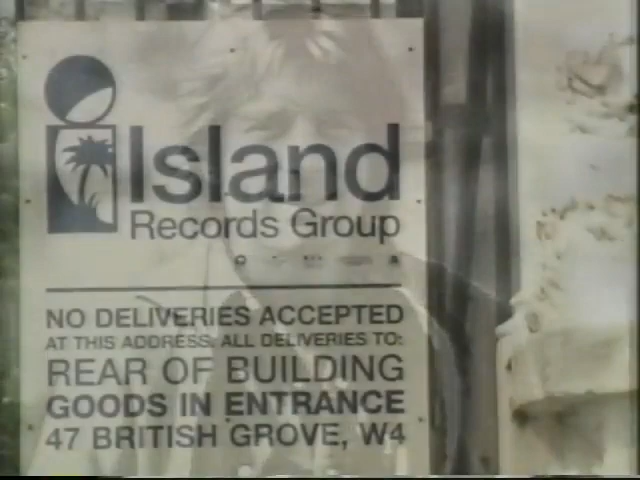 Island
Records Group
NO DELIVERIES ACCEPTED
AT THIS ADDRESS. ALL DELIVERIES TO:
REAR OF BUILDING
GOODS IN ENTRANCE
47 BRITISH GROVE, W4